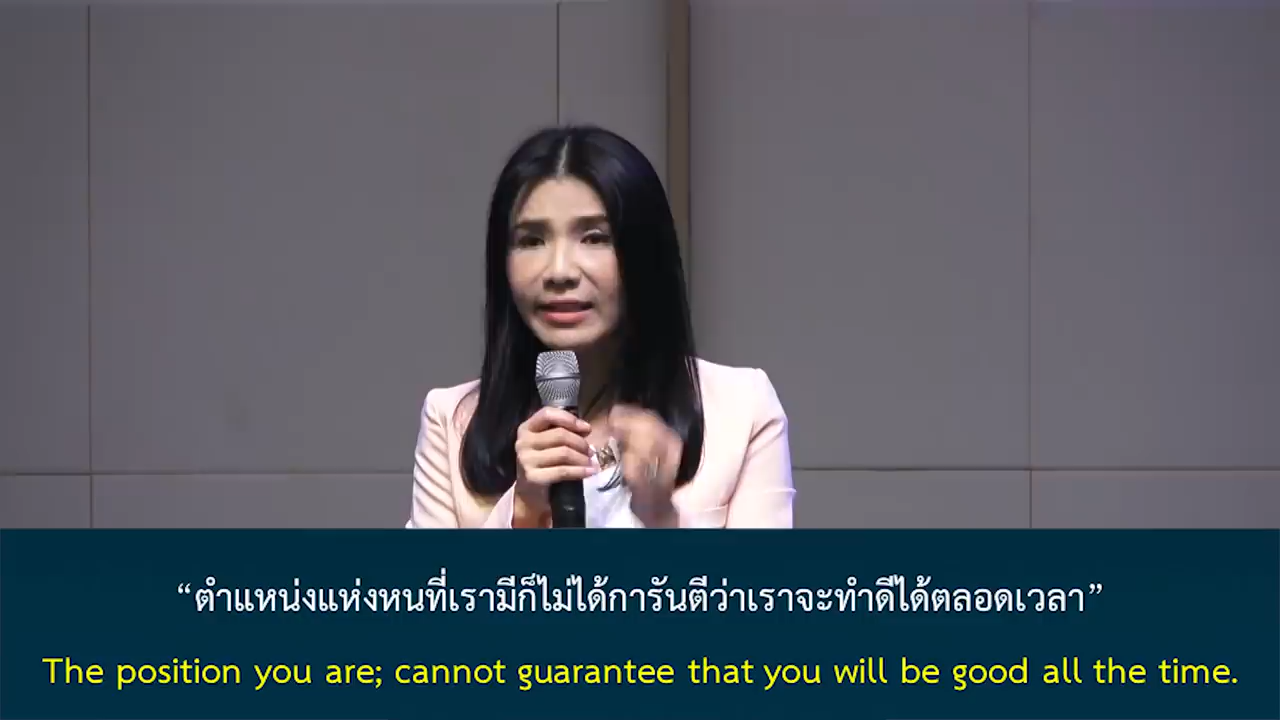 “ตำแหน่งแห่งหนที่เรามีก็ไม่ได้การันตีว่าเราจะทำดีได้ตลอดเวลา”
The position you are; cannot guarantee that you will be good all the time.